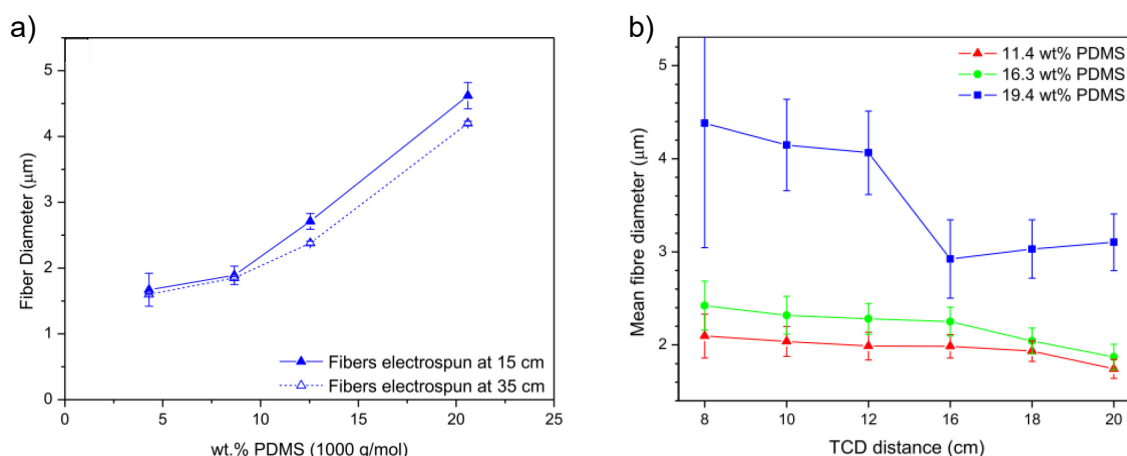 a)
Fiber Diameter (μm)
5
4
3
2
1
0
0 5 10 15 20 25
wt.% PDMS (1000 g/mol)
Fibers electrospun at 15 cm
Fibers electrospun at 35 cm
b)
Mean fibre diameter (μm)
5
4
3
2
8 10 12 16 18 20
TCD distance (cm)
11.4 wt% PDMS
16.3 wt% PDMS
19.4 wt% PDMS